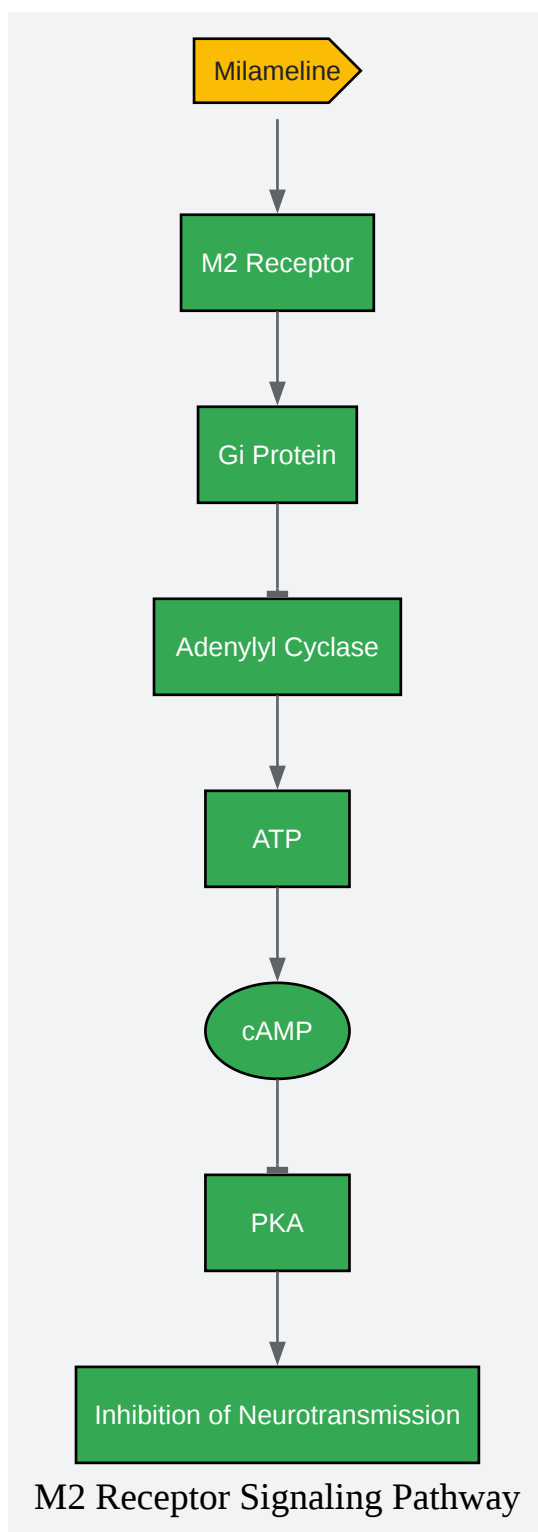 Milameline
M2 Receptor
Gi Protein
Adenylyl Cyclase
ATP
cAMP
PKA
Inhibition of Neurotransmission
M2 Receptor Signaling Pathway